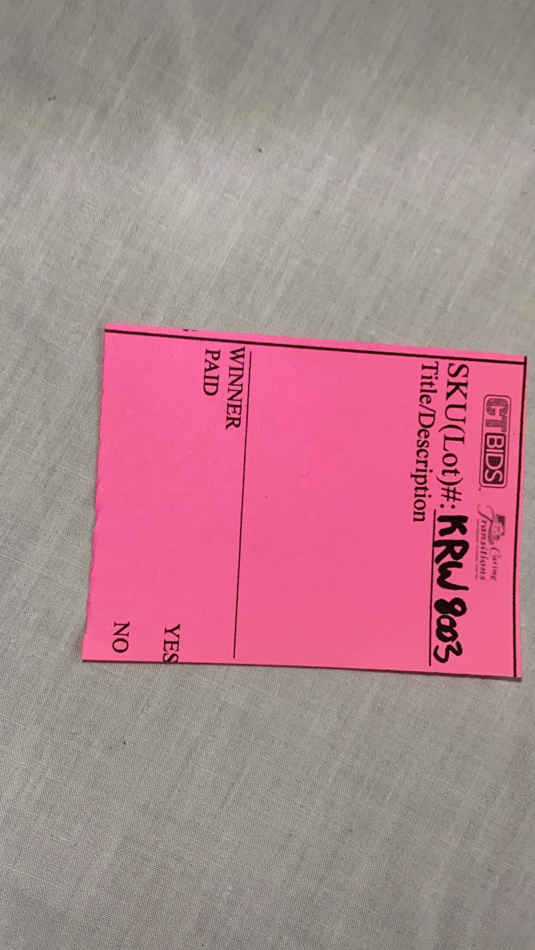 CTBIDS
Caring
Transitions
SKU(Lot)#: KRW 8003
Title/Description
WINNER
PAID YES
NO